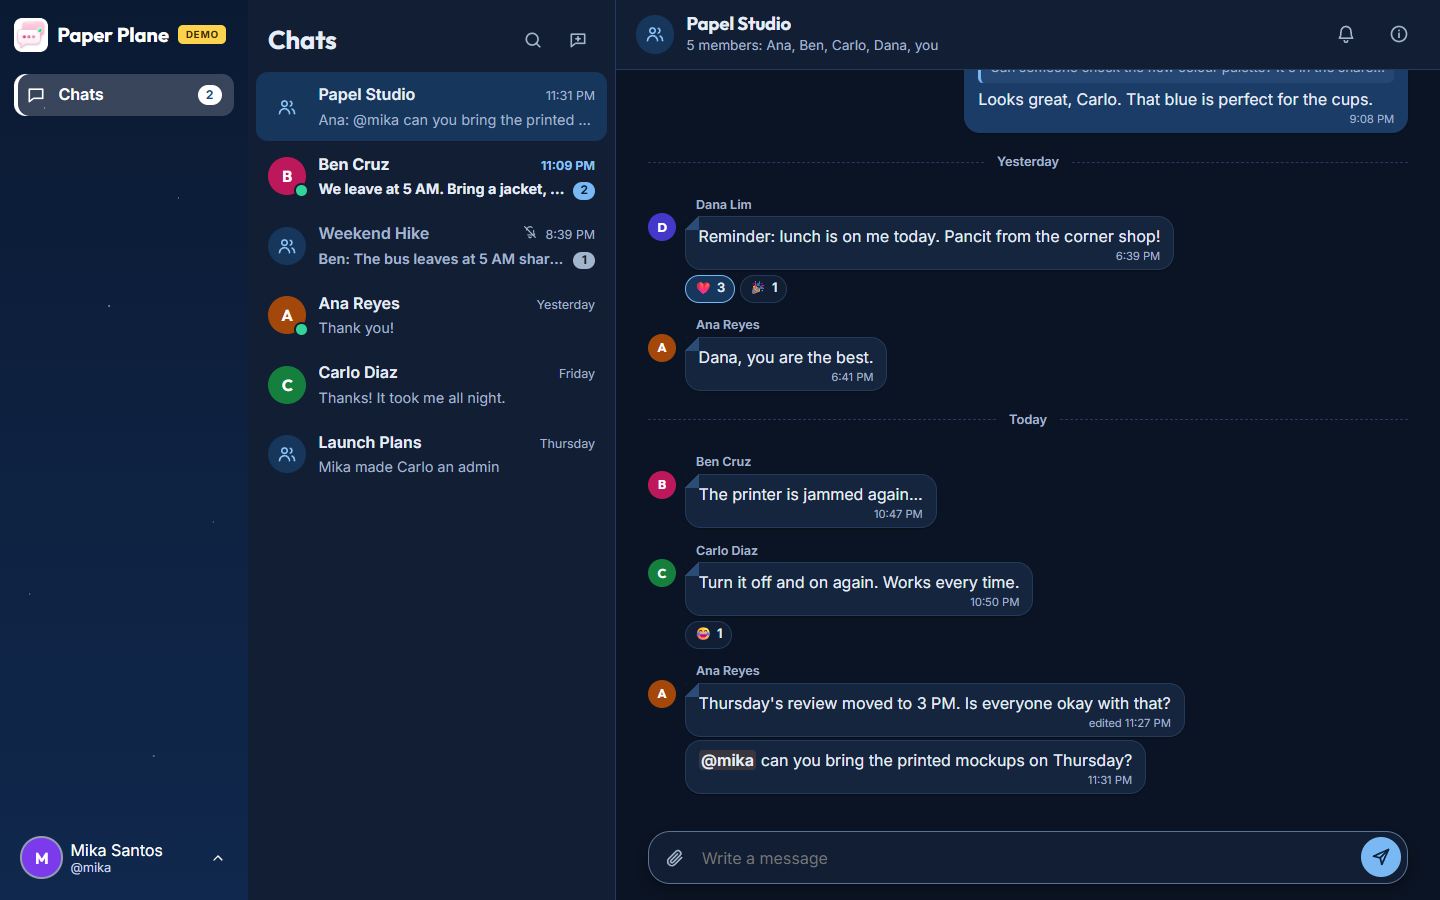 Paper Plane DEMO
Chats 2
Mika Santos
@mika
Chats
Papel Studio 11:31 PM
Ana: @mika can you bring the printed ...
B
Ben Cruz 11:09 PM
We leave at 5 AM. Bring a jacket, ... 2
Weekend Hike 8:39 PM
Ben: The bus leaves at 5 AM shar... 1
A
Ana Reyes Yesterday
Thank you!
C
Carlo Diaz Friday
Thanks! It took me all night.
Launch Plans Thursday
Mika made Carlo an admin
M
Papel Studio
5 members: Ana, Ben, Carlo, Dana, you
Looks great, Carlo. That blue is perfect for the cups.
9:08 PM
Yesterday
Dana Lim
D
Reminder: lunch is on me today. Pancit from the corner shop!
6:39 PM
3 1
Ana Reyes
A
Dana, you are the best.
6:41 PM
Today
Ben Cruz
B
The printer is jammed again...
10:47 PM
Carlo Diaz
C
Turn it off and on again. Works every time.
10:50 PM
1
Ana Reyes
A
Thursday's review moved to 3 PM. Is everyone okay with that?
edited 11:27 PM
@mika can you bring the printed mockups on Thursday?
11:31 PM
Write a message